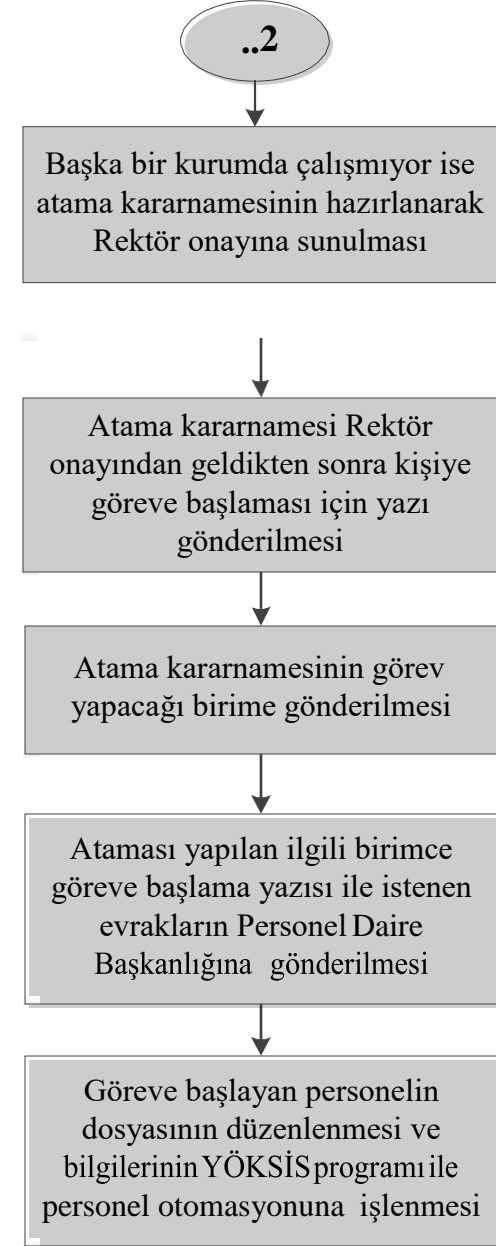 ..2
Başka bir kurumda çalışmıyor ise
atama kararnamesinin hazırlanarak
Rektör onayına sunulması
Atama kararnamesi Rektör
onayından geldikten sonra kişiye
göreve başlaması için yazı
gönderilmesi
Atama kararnamesinin görev
yapacağı birime gönderilmesi
Ataması yapılan ilgili birimce
göreve başlama yazısı ile istenen
evrakların Personel Daire
Başkanlığına gönderilmesi
Göreve başlayan personelin
dosyasının düzenlenmesi ve
bilgilerinin YÖKSİS programı ile
personel otomasyonuna işlenmesi